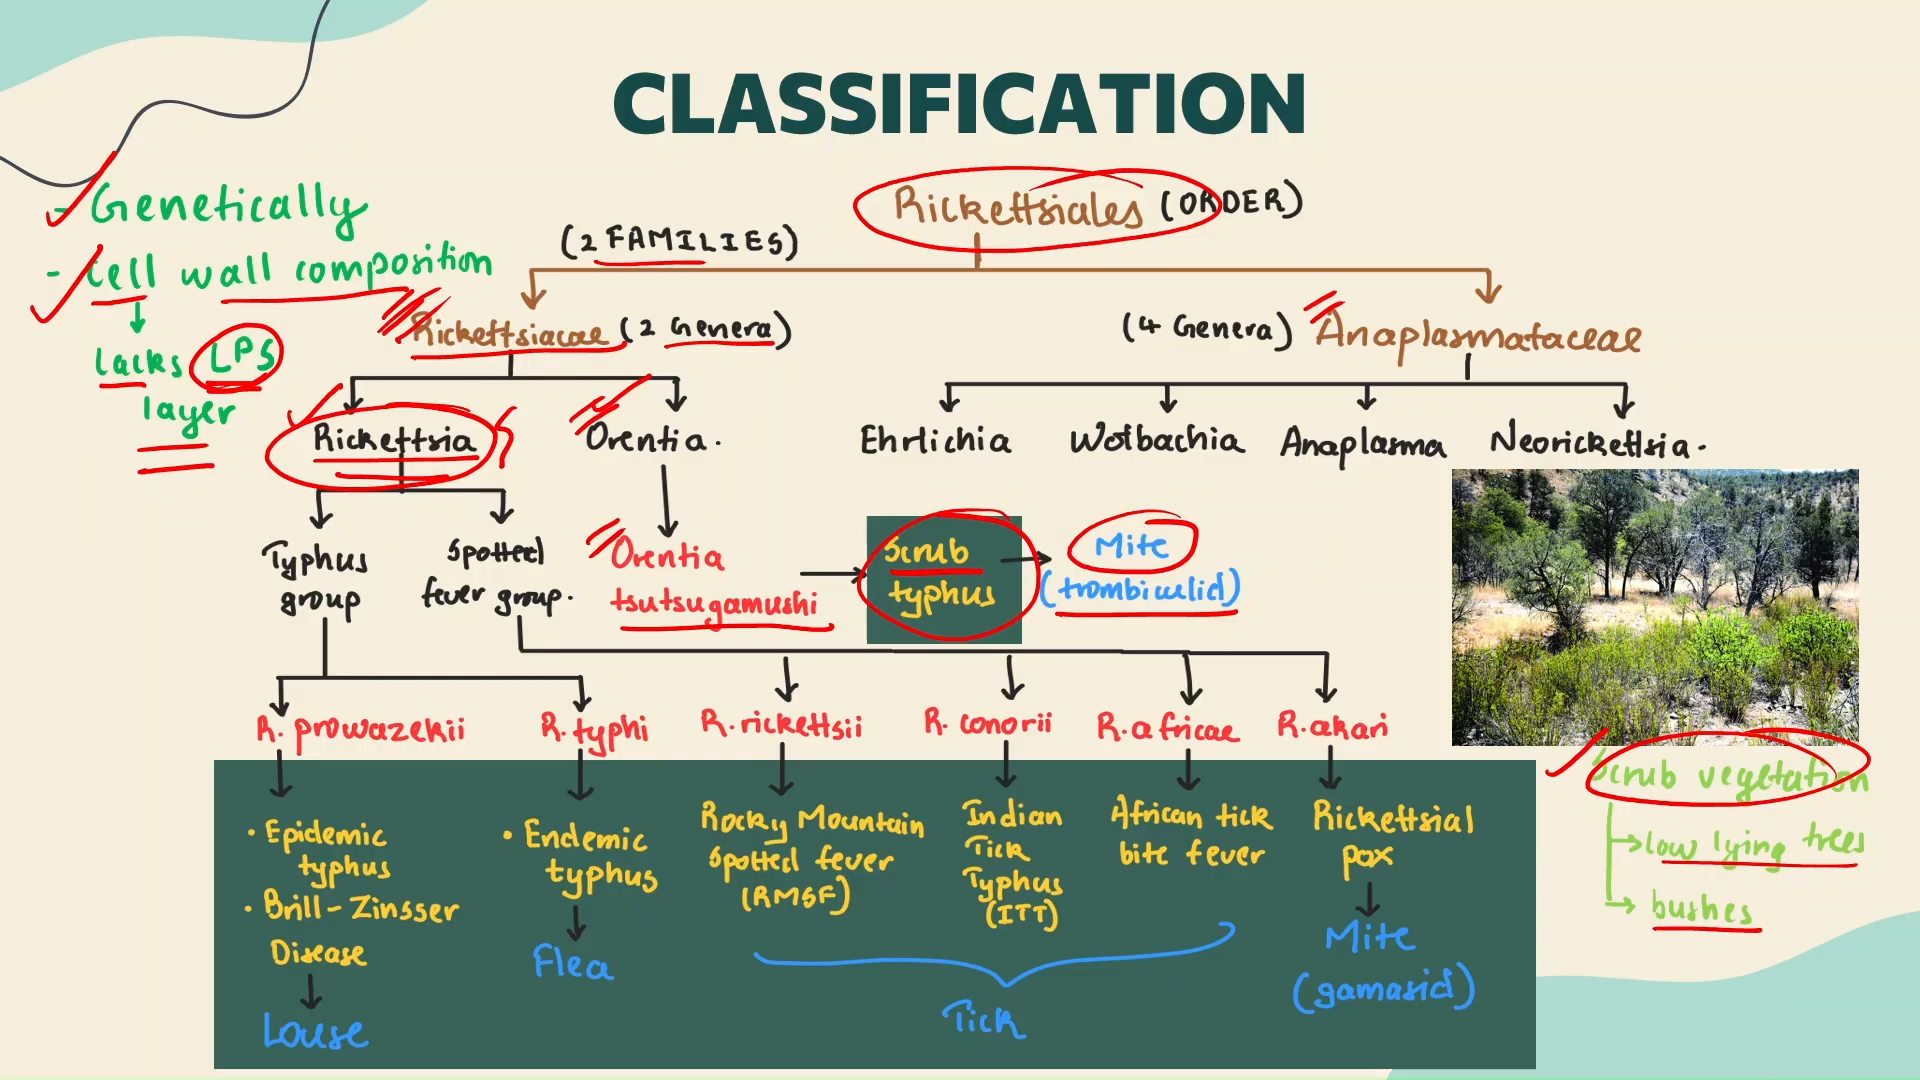 CLASSIFICATION
Rickettsiales (ORDER)
(2 FAMILIES)
- Genetically
- Cell wall composition
Lacks LPS
layer
Rickettsiacae (2 Genera)
(4 Genera) Anaplasmataceae
Rickettsia
Orentia.
Ehrlichia
Wolbachia
Anaplasma
Neorickettsia.
Typhus
group
Spotted
fever group.
Orentia
tsutsugamushi
Scrub
typhus
Mite
(trombiculid)
R. prowazekii
R. typhi
R. rickettsii
R. conorii
R. africae
R. akari
• Epidemic
typhus
• Brill-Zinsser
Disease
Louse
• Endemic
typhus
Flea
Rocky Mountain
Spotted fever
(RMSF)
Indian
Tick
Typhus
(ITT)
African tick
bite fever
Tick
Rickettsial
pox
Mite
(gamasid)
Scrub vegetation
low lying trees
bushes